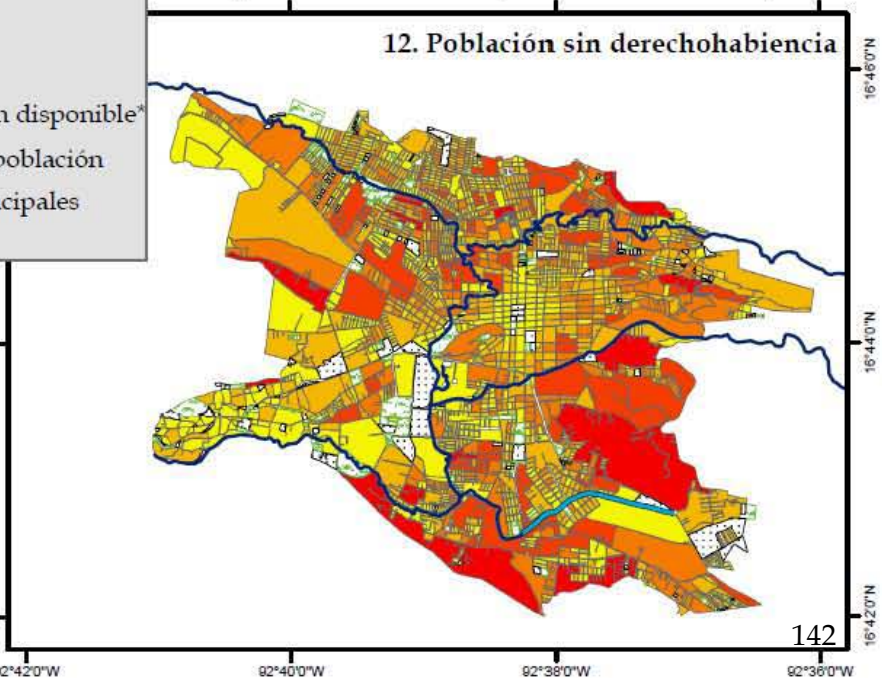 12. Población sin derechohabiencia
n disponible*
población
cipales
16°46'0"N
16°44'0"N
16°42'0"N
142
92°42'0"W
92°40'0"W
92°38'0"W
92°36'0"W